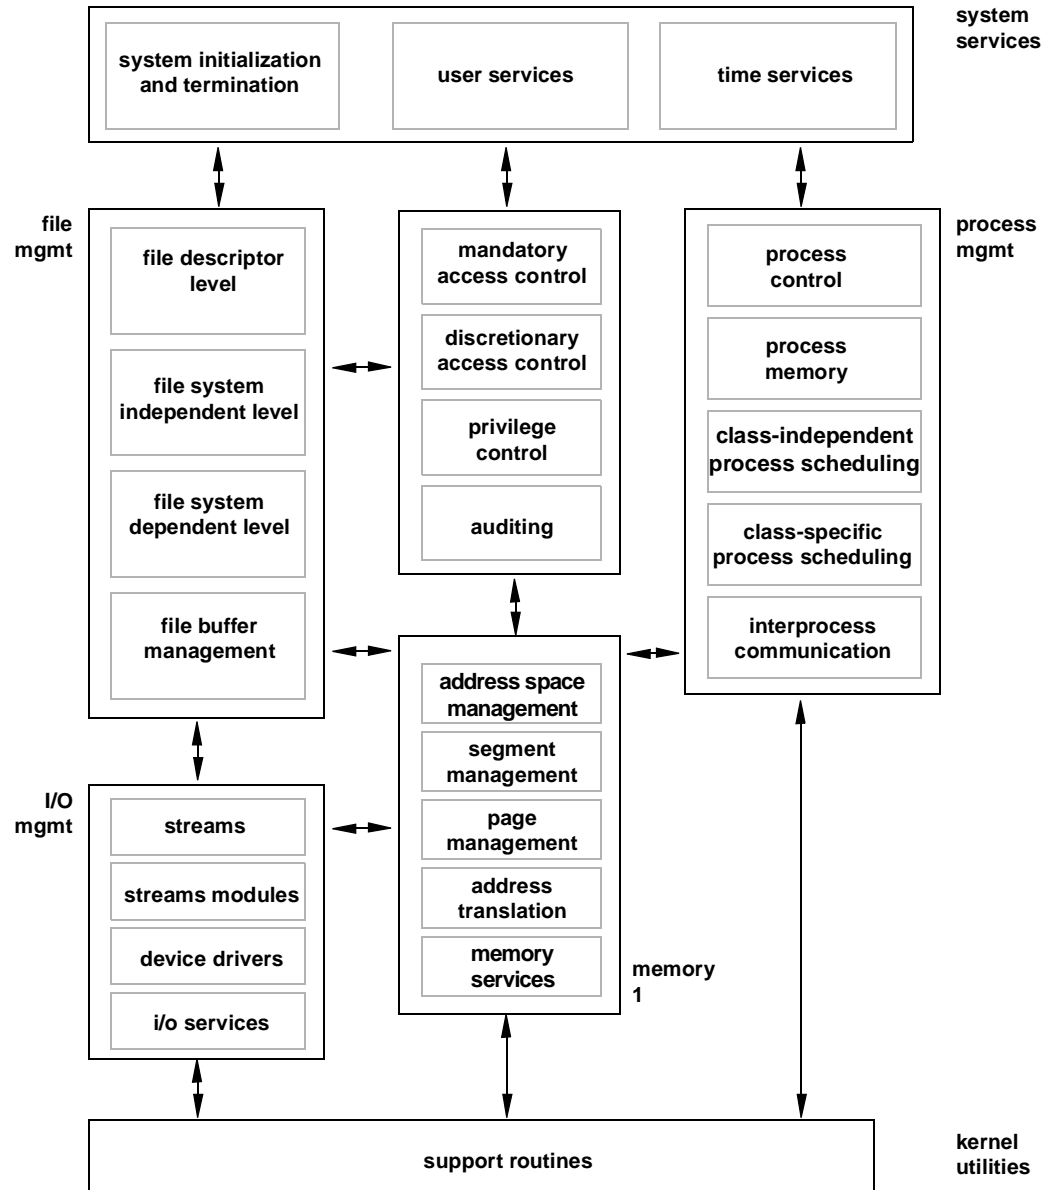 system
services
system initialization
and termination
user services
time services
file
mgmt
file descriptor
level
file system
independent level
file system
dependent level
file buffer
management
mandatory
access control
discretionary
access control
privilege
control
auditing
process
mgmt
process
control
process
memory
class-independent
process scheduling
class-specific
process scheduling
interprocess
communication
I/O
mgmt
streams
streams modules
device drivers
i/o services
address space
management
segment
management
page
management
address
translation
memory
services
memory
1
support routines
kernel
utilities